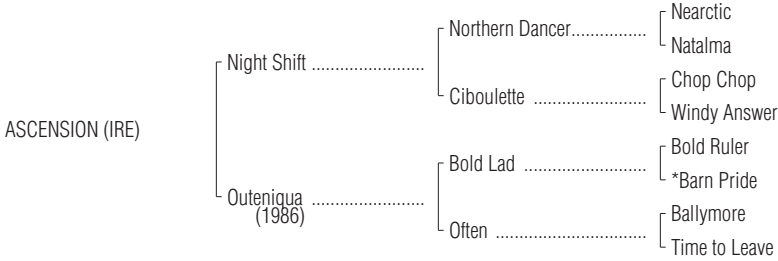 Nearctic
Northern Dancer................
Natalma
Night Shift ........................
Chop Chop
Ciboulette ........................
Windy Answer
ASCENSION (IRE)
Bold Ruler
Bold Lad ..........................
*Barn Pride
Outeniqua ........................
(1986)
Ballymore
Often ................................
Time to Leave